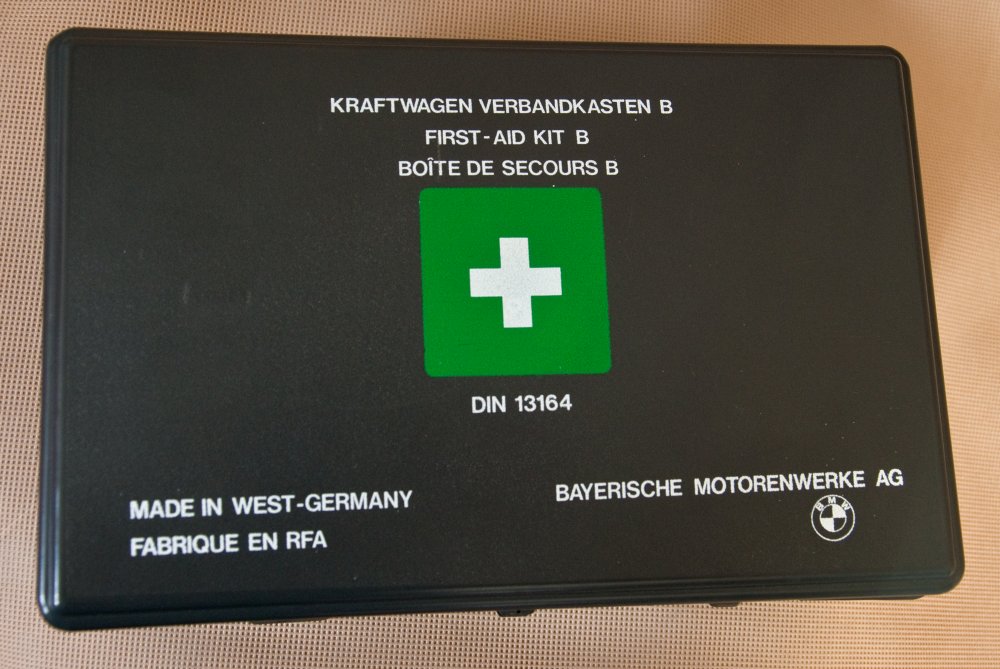 KRAFTWAGEN VERBANDKASTEN B
FIRST-AID KIT B
BOÎTE DE SECOURS B
DIN 13164
MADE IN WEST-GERMANY
FABRIQUE EN RFA
BAYERISCHE MOTORENWERKE AG
BMW